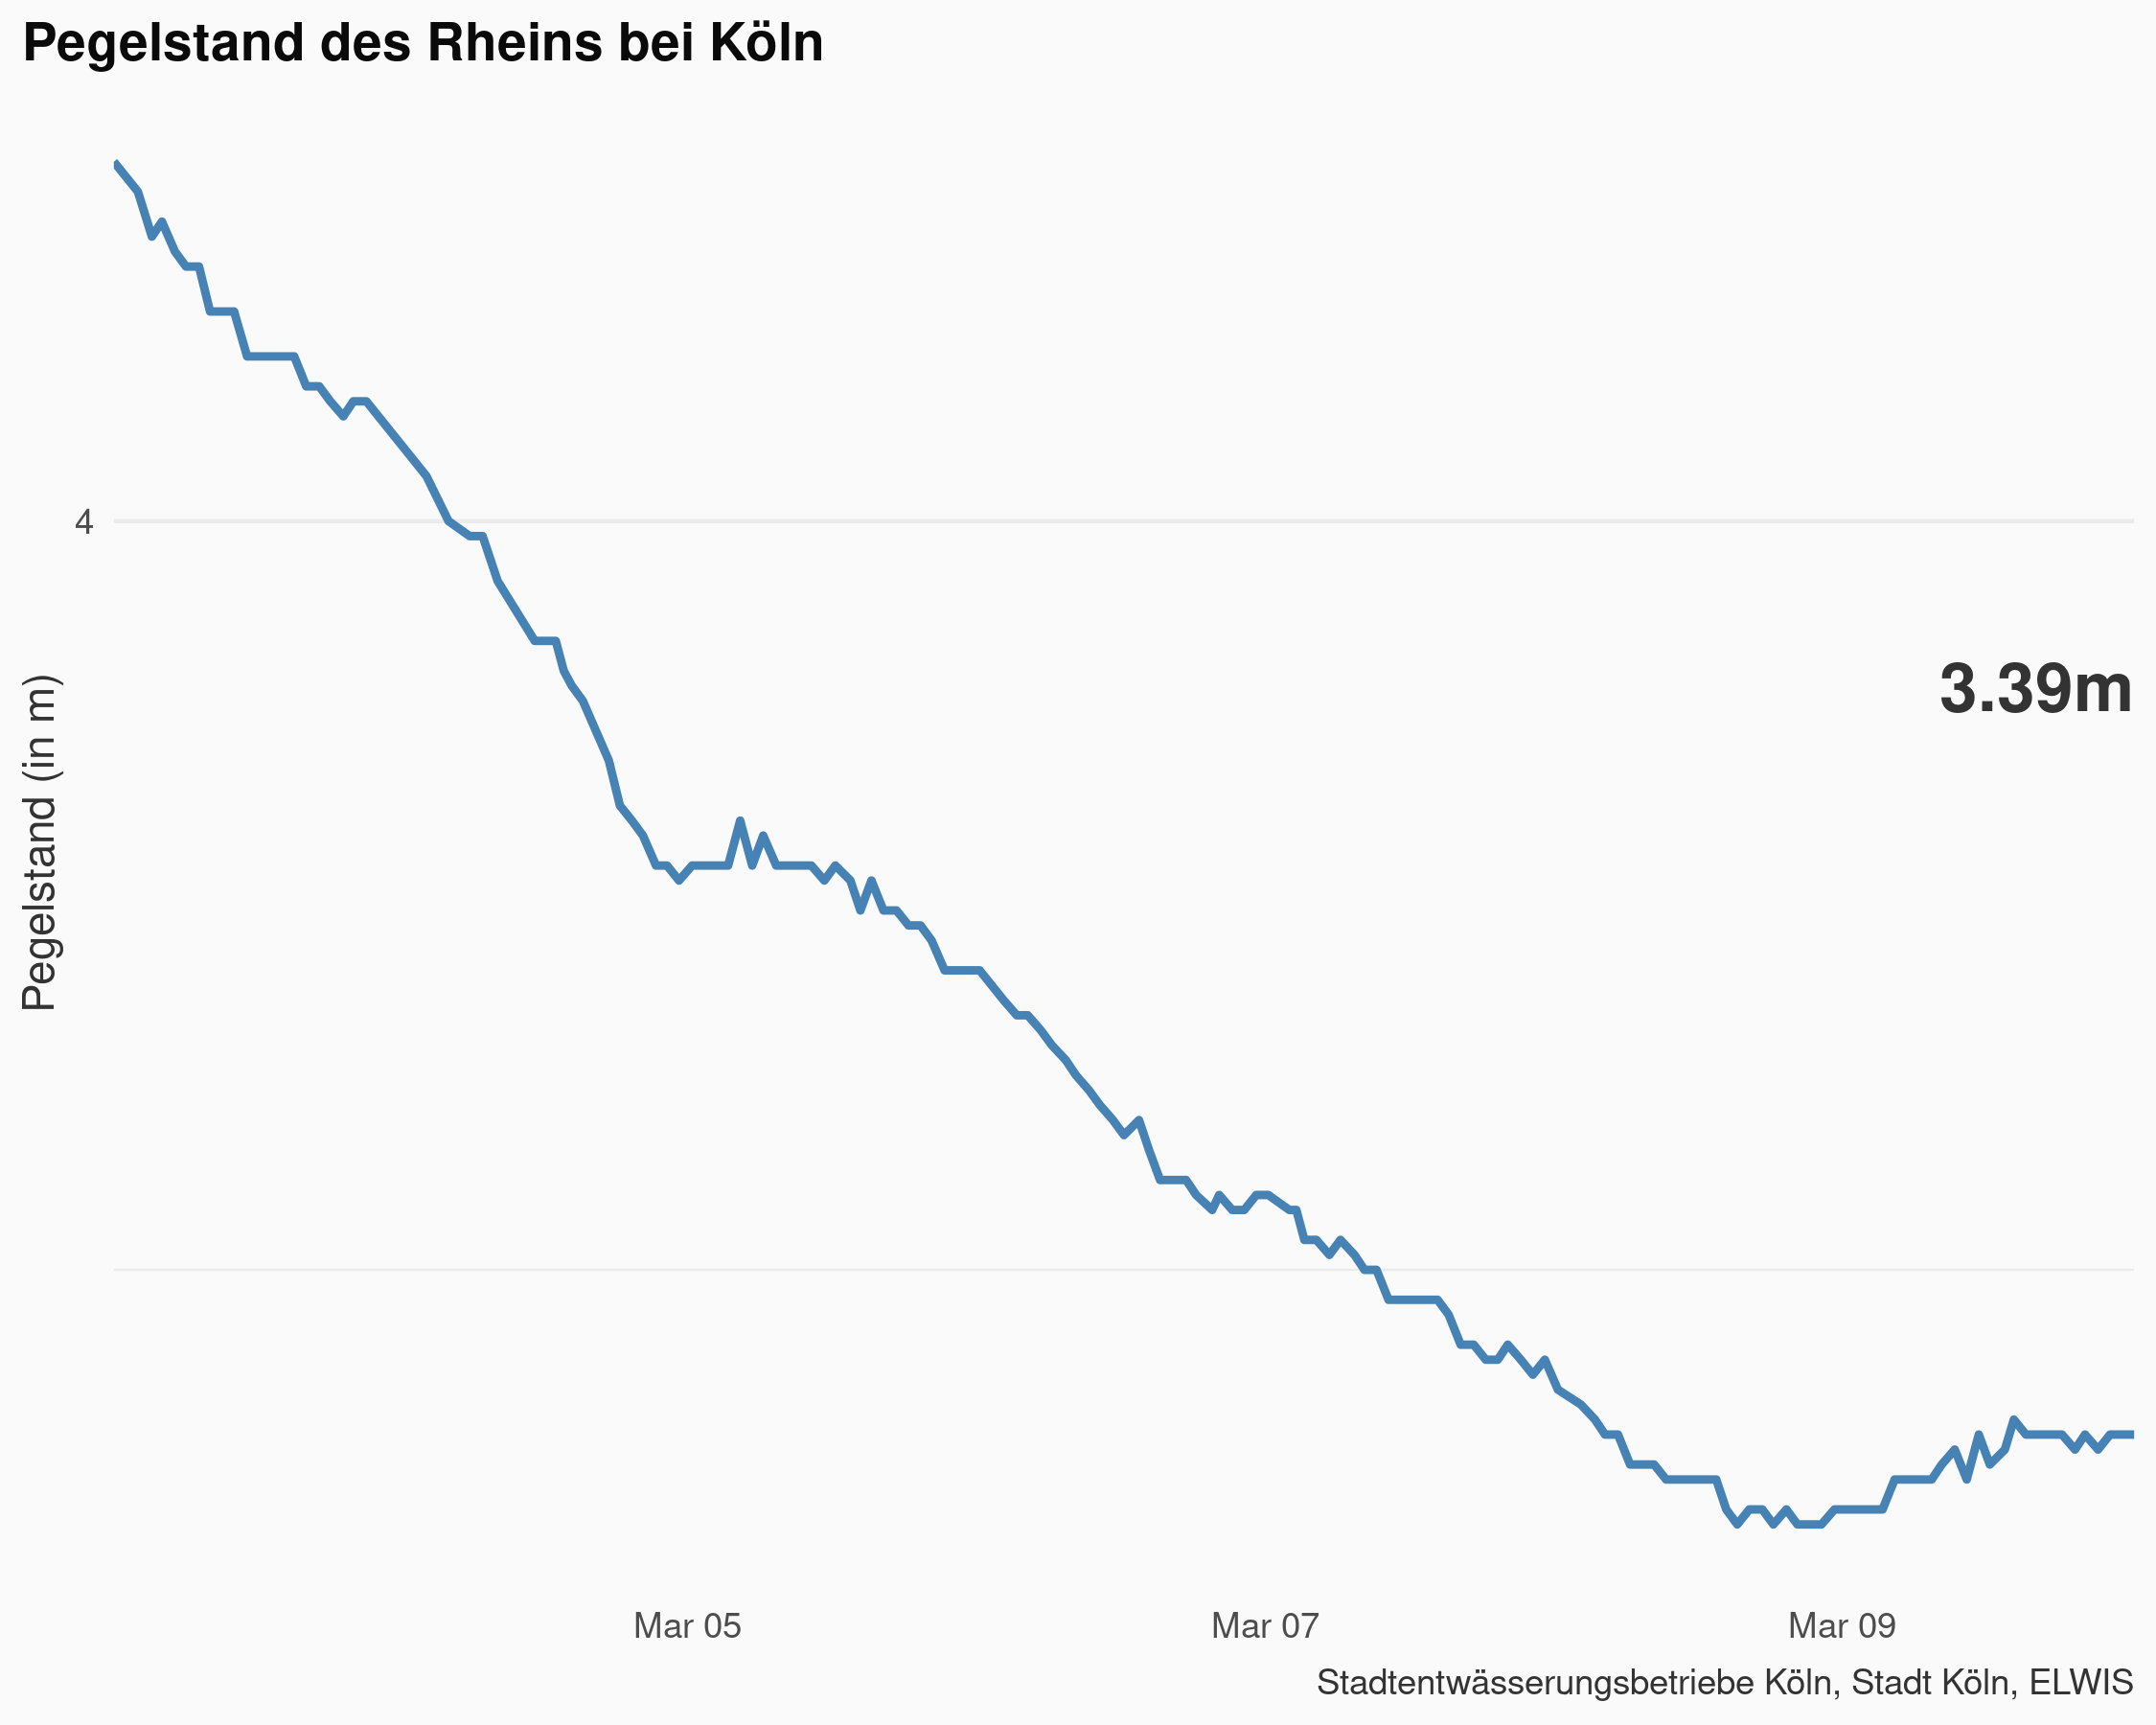 Pegelstand des Rheins bei Köln
4
3.39m
Pegelstand (in m)
Mar 05
Mar 07
Mar 09
Stadtentwässerungsbetriebe Köln, Stadt Köln, ELWIS